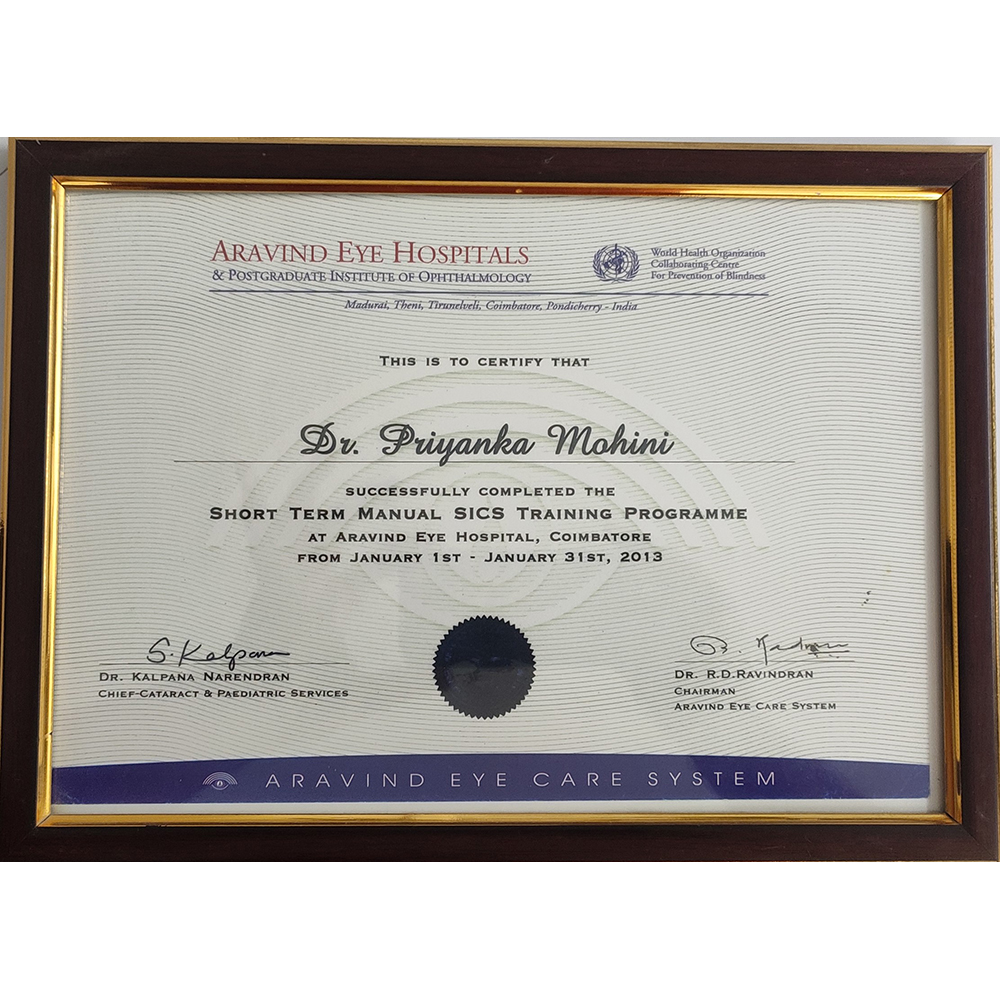 ARAVIND EYE HOSPITALS
& POSTGRADUATE INSTITUTE OF OPHTHALMOLOGY
World Health Organization
Collaborating Centre
For Prevention of Blindness
Madurai, Theni, Tirunelveli, Coimbatore, Pondicherry - India
THIS IS TO CERTIFY THAT
Dr. Priyanka Mohini
SUCCESSFULLY COMPLETED THE
SHORT TERM MANUAL SICS TRAINING PROGRAMME
AT ARAVIND EYE HOSPITAL, COIMBATORE
FROM JANUARY 1ST - JANUARY 31ST, 2013
S. Kalpana
DR. KALPANA NARENDRAN
CHIEF-CATARACT & PAEDIATRIC SERVICES
DR. R.D.RAVINDRAN
CHAIRMAN
ARAVIND EYE CARE SYSTEM
ARAVIND EYE CARE SYSTEM